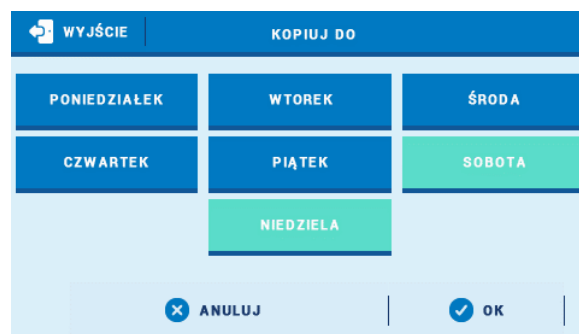 WYJŚCIE KOPIUJ DO
PONIEDZIAŁEK WTOREK ŚRODA
CZWARTEK PIĄTEK SOBOTA
NIEDZIELA
ANULUJ OK